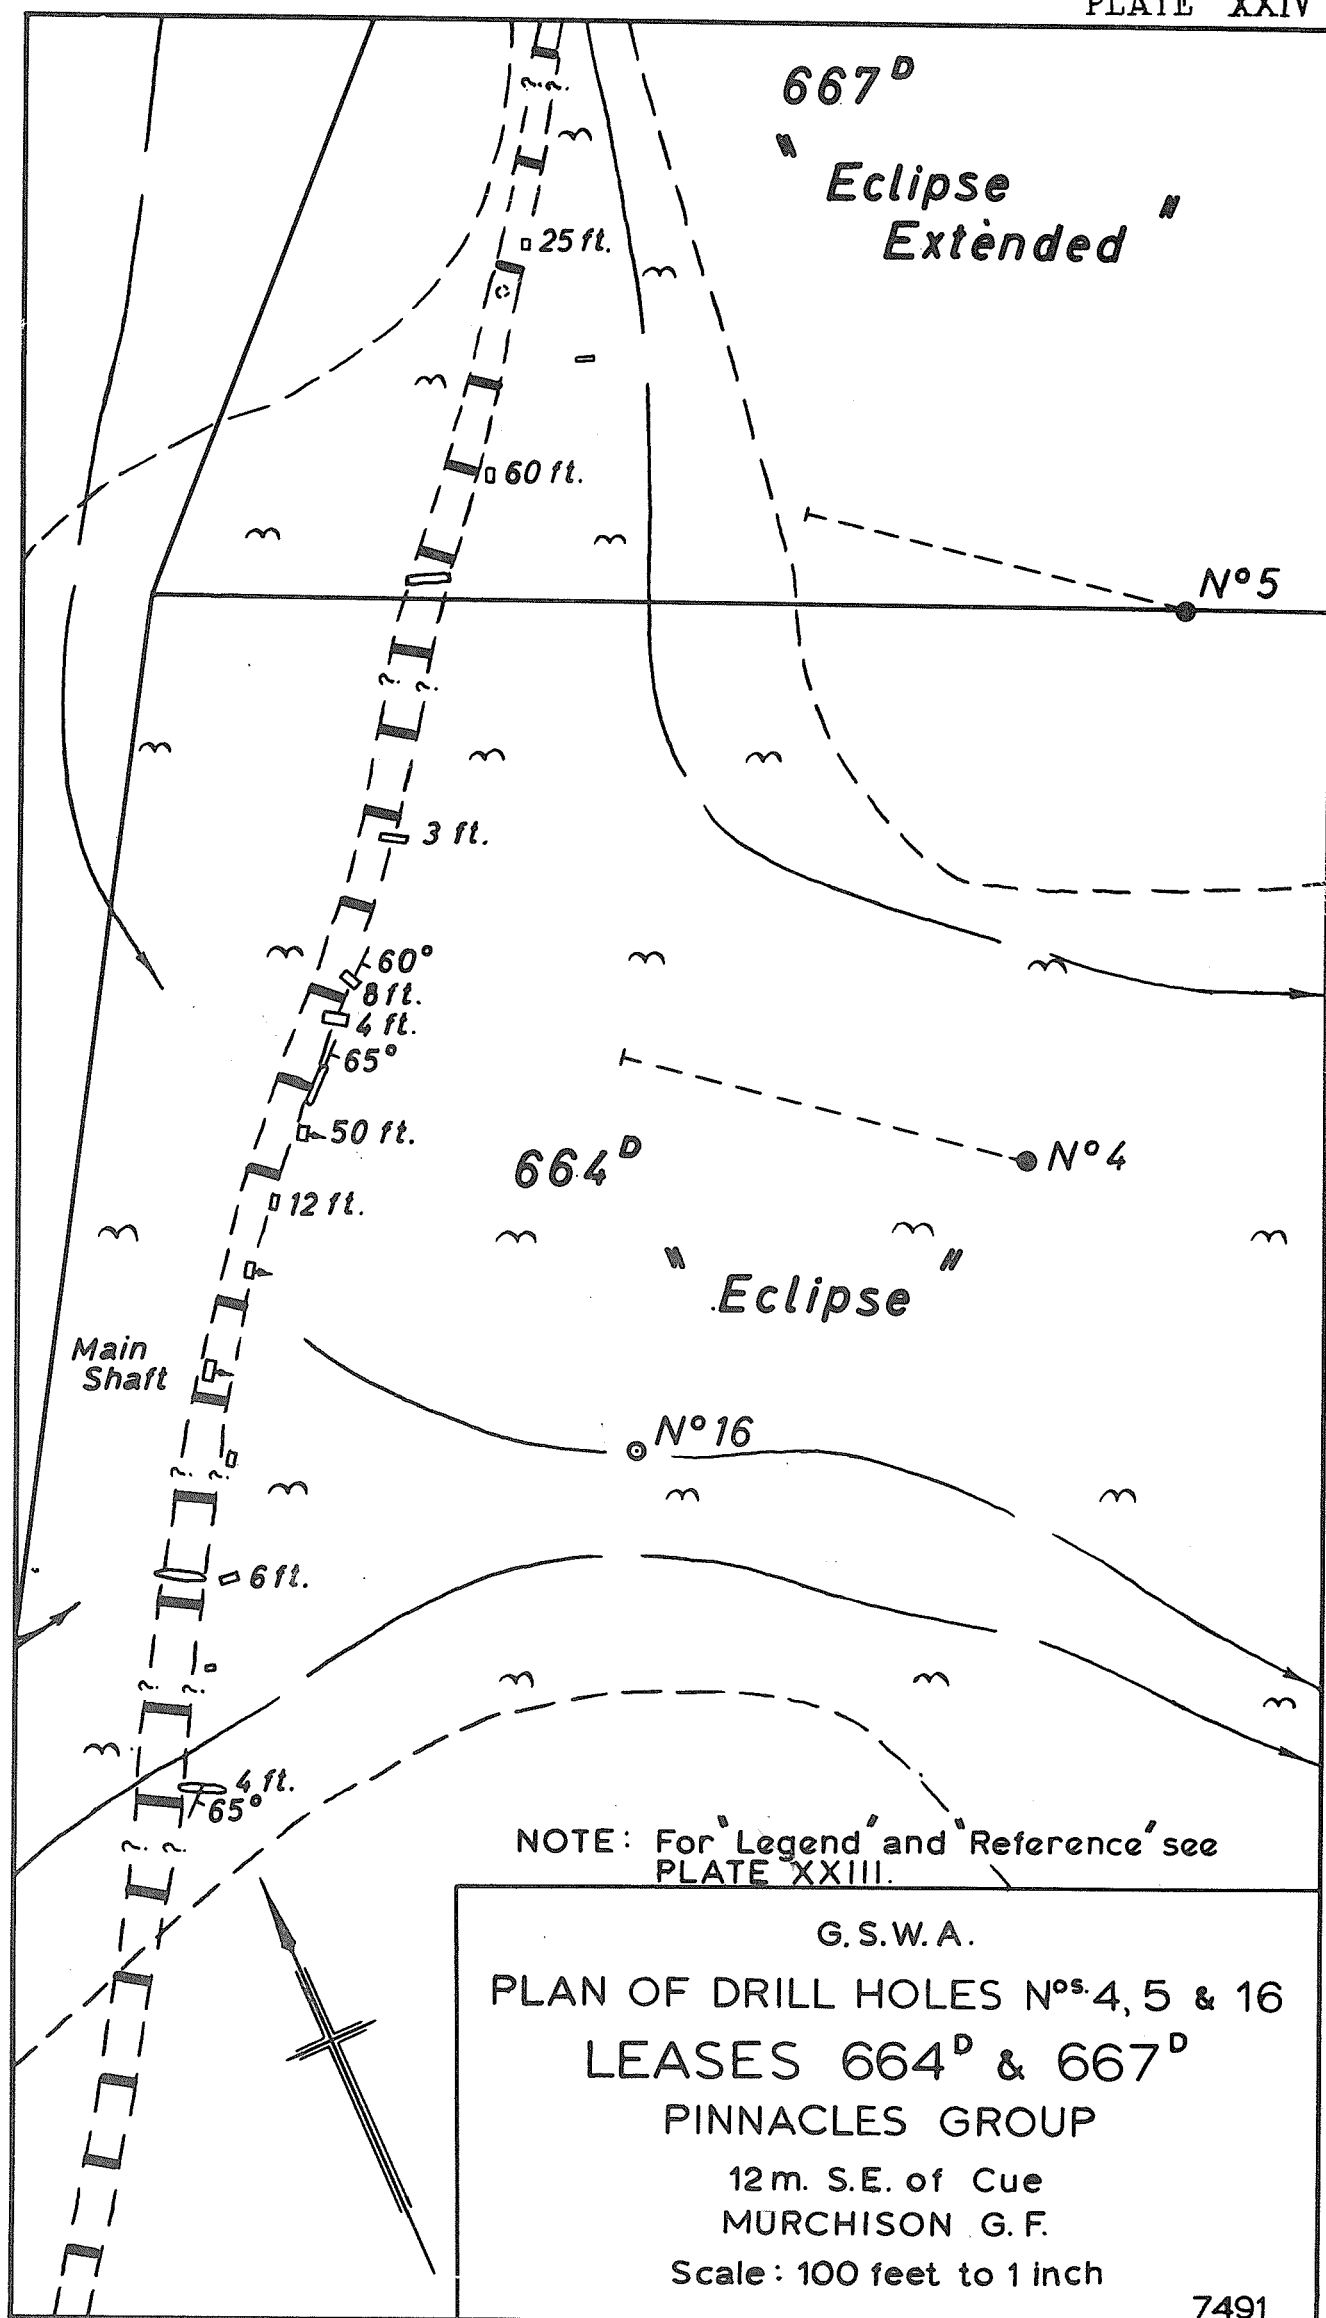 PLATE XXIV
667ᴰ
" Eclipse
Extended "
?. ?.
25 ft.
60 ft.
Nº 5
?. ?.
3 ft.
60°
8 ft.
4 ft.
65°
50 ft.
Nº 4
664ᴰ
12 ft.
" Eclipse "
Main
Shaft
Nº 16
?. ?.
6 ft.
?. ?.
4 ft.
65°
?. ?.
NOTE: For "Legend" and "Reference" see
PLATE XXIII.
G.S.W.A.
PLAN OF DRILL HOLES Nᵒˢ· 4, 5 & 16
LEASES 664ᴰ & 667ᴰ
PINNACLES GROUP
12 m. S.E. of Cue
MURCHISON G.F.
Scale: 100 feet to 1 inch
7491